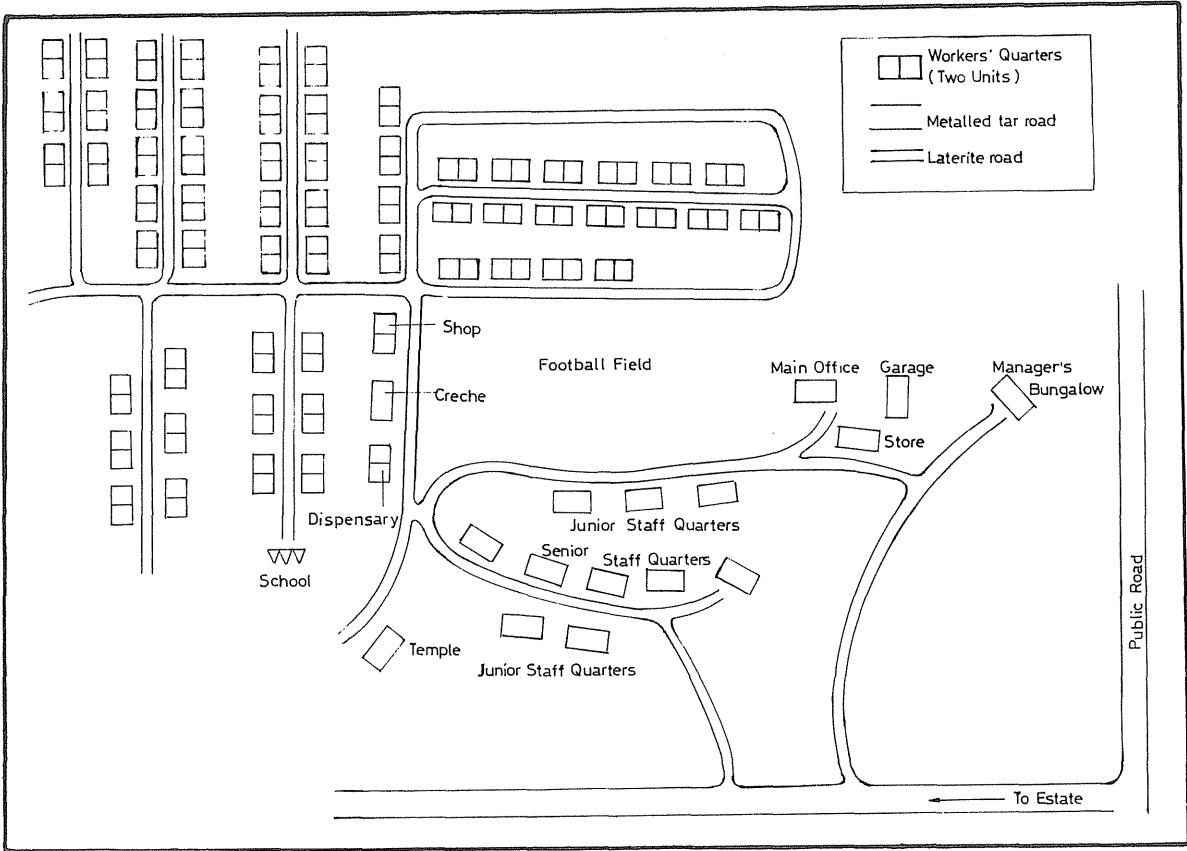 Workers' Quarters
(Two Units)
Metalled tar road
Laterite road
Shop
Football Field
Main Office
Garage
Manager's
Bungalow
Creche
Store
Dispensary
Junior Staff Quarters
Senior
Staff Quarters
School
Temple
Junior Staff Quarters
Public Road
To Estate